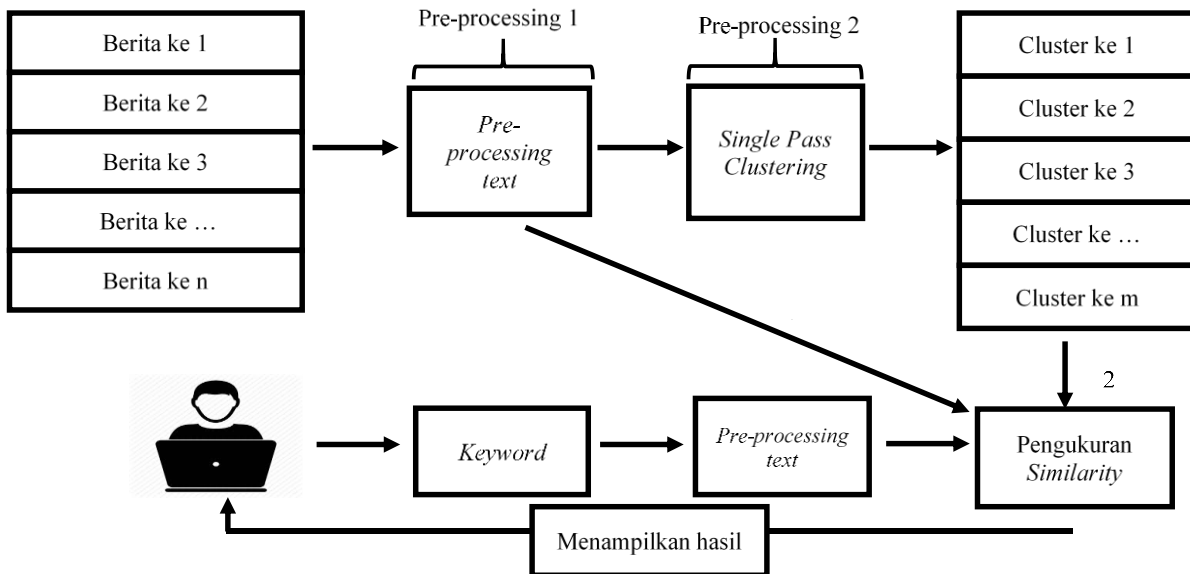 Pre-processing 1
Pre-processing 2
Berita ke 1
Berita ke 2
Berita ke 3
Berita ke …
Berita ke n
Pre-
processing
text
Single Pass
Clustering
Cluster ke 1
Cluster ke 2
Cluster ke 3
Cluster ke …
Cluster ke m
2
Keyword
Pre-processing
text
Pengukuran
Similarity
Menampilkan hasil